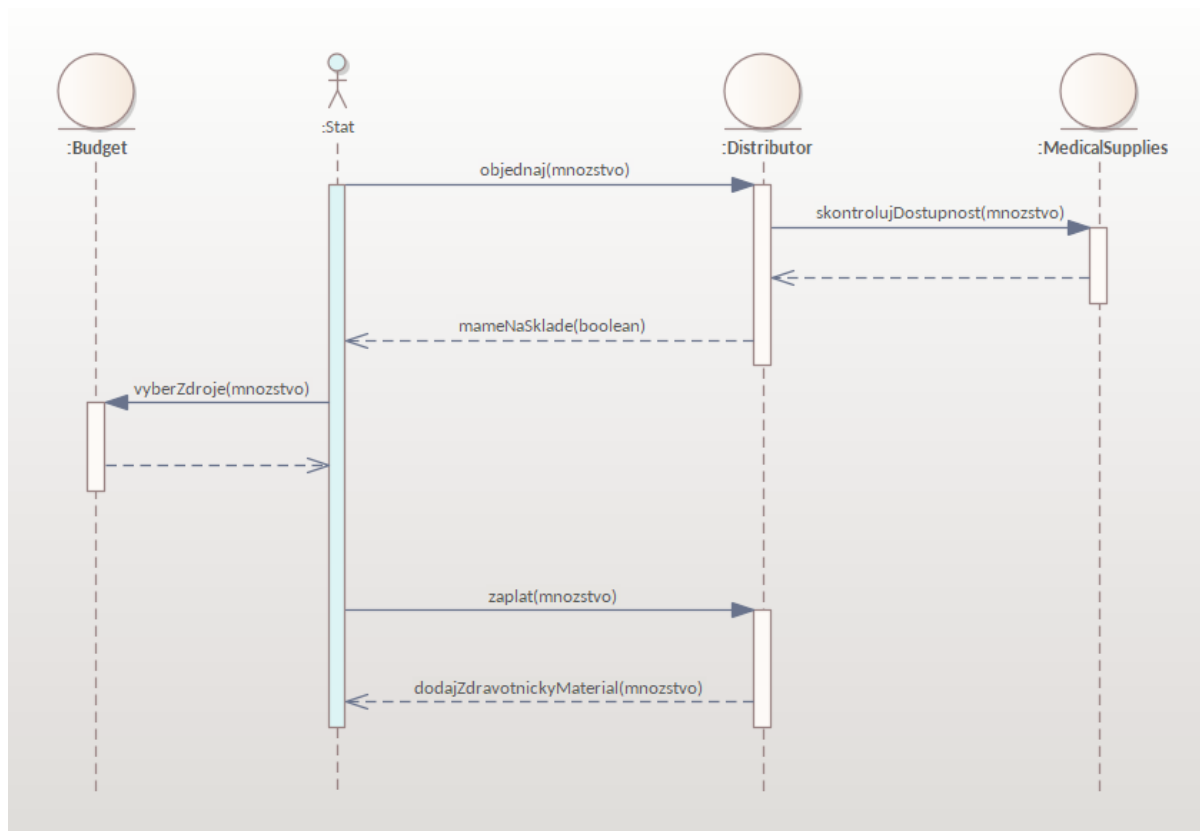 :Budget
:Stat
:Distributor
:MedicalSupplies
objednaj(mnozstvo)
skontrolujDostupnost(mnozstvo)
mameNaSklade(boolean)
vyberZdroje(mnozstvo)
zaplat(mnozstvo)
dodajZdravotnickyMaterial(mnozstvo)